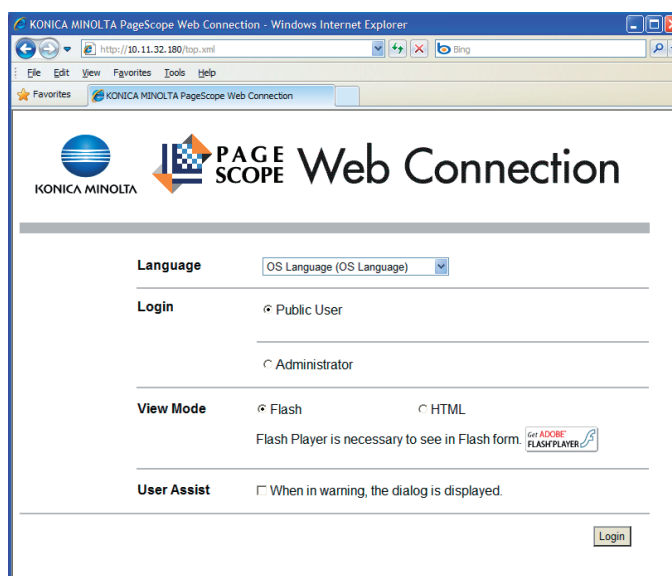 KONICA MINOLTA PageScope Web Connection - Windows Internet Explorer
http://10.11.32.180/top.xml
Bing
File Edit View Favorites Tools Help
Favorites
KONICA MINOLTA PageScope Web Connection
KONICA MINOLTA
PAGE SCOPE Web Connection
Language
OS Language (OS Language)
Login
Public User
Administrator
View Mode
Flash
HTML
Flash Player is necessary to see in Flash form.
Get ADOBE®
FLASH® PLAYER
User Assist
When in warning, the dialog is displayed.
Login